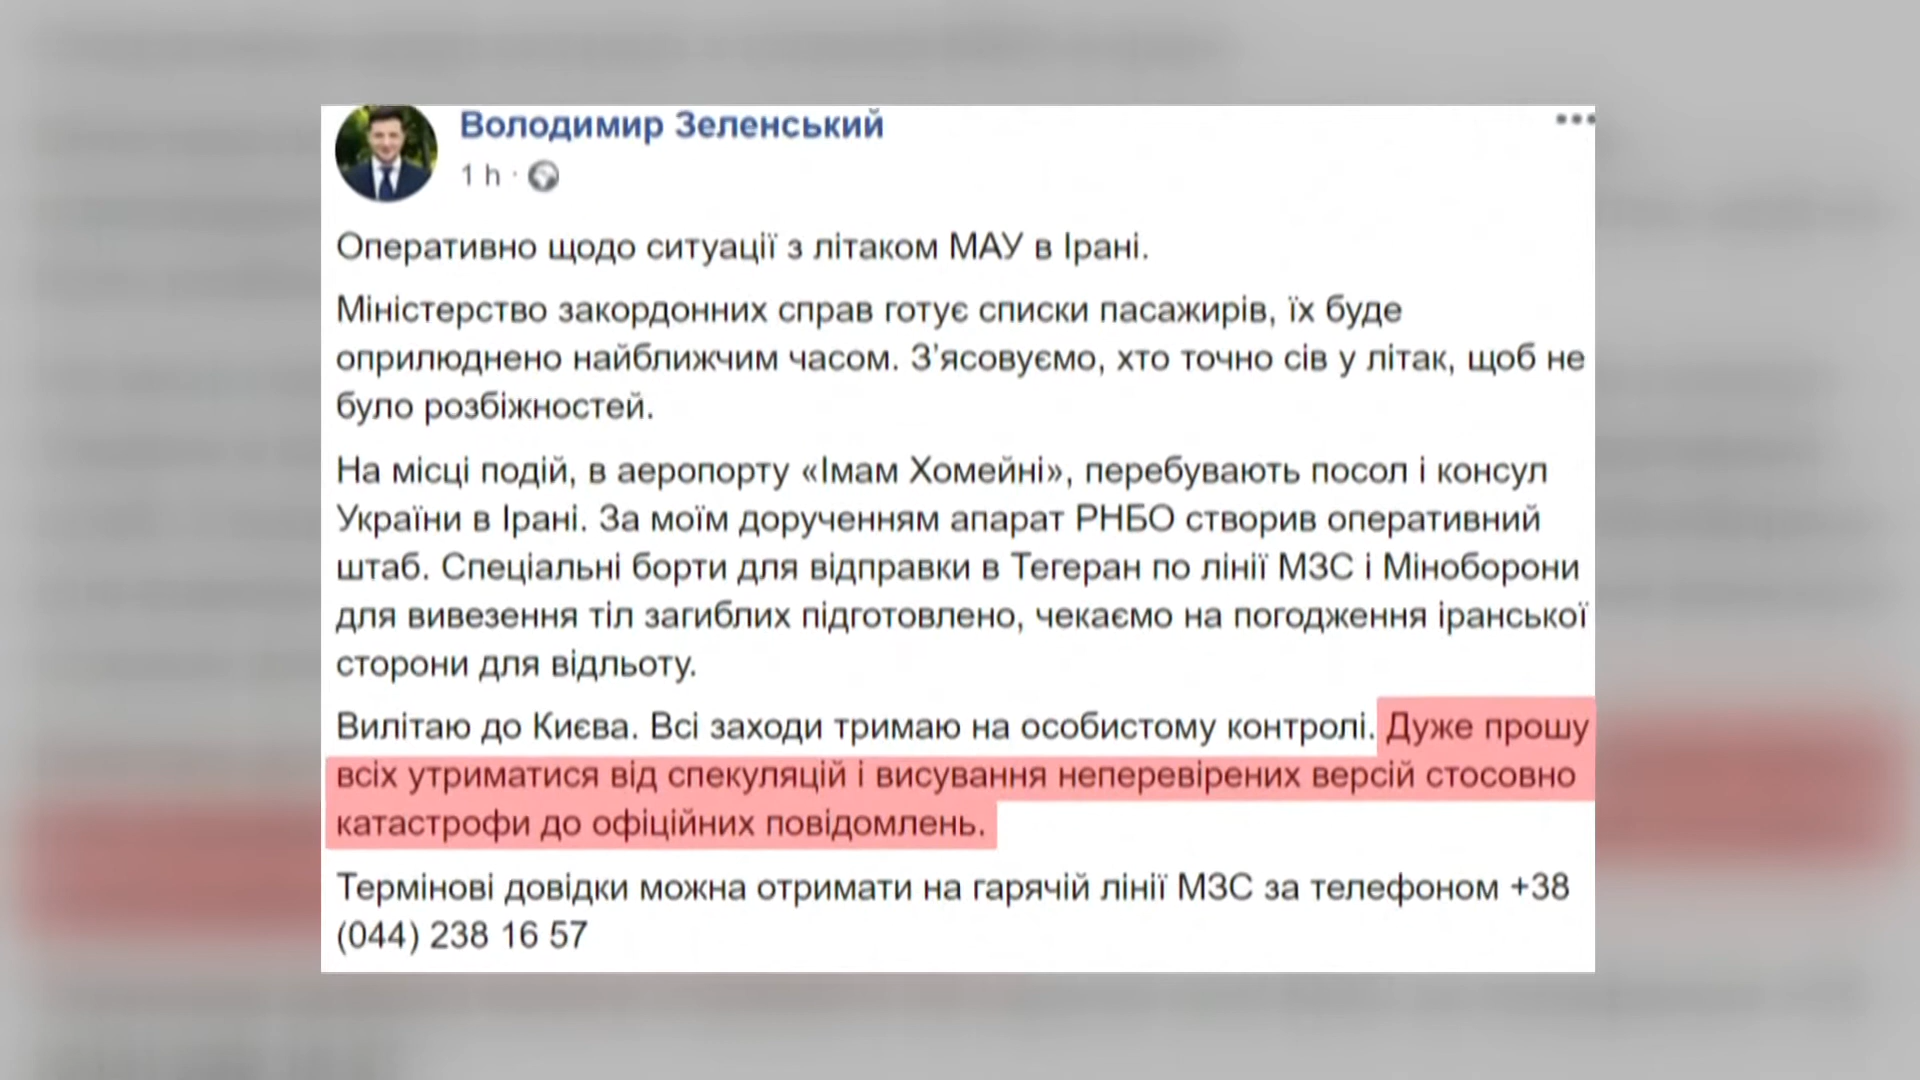 Володимир Зеленський
1 h ·
Оперативно щодо ситуації з літаком МАУ в Ірані.
Міністерство закордонних справ готує списки пасажирів, їх буде
оприлюднено найближчим часом. З’ясовуємо, хто точно сів у літак, щоб не
було розбіжностей.
На місці подій, в аеропорту «Імам Хомейні», перебувають посол і консул
України в Ірані. За моїм дорученням апарат РНБО створив оперативний
штаб. Спеціальні борти для відправки в Тегеран по лінії МЗС і Міноборони
для вивезення тіл загиблих підготовлено, чекаємо на погодження іранської
сторони для відльоту.
Вилітаю до Києва. Всі заходи тримаю на особистому контролі. Дуже прошу
всіх утриматися від спекуляцій і висування неперевірених версій стосовно
катастрофи до офіційних повідомлень.
Термінові довідки можна отримати на гарячій лінії МЗС за телефоном +38
(044) 238 16 57